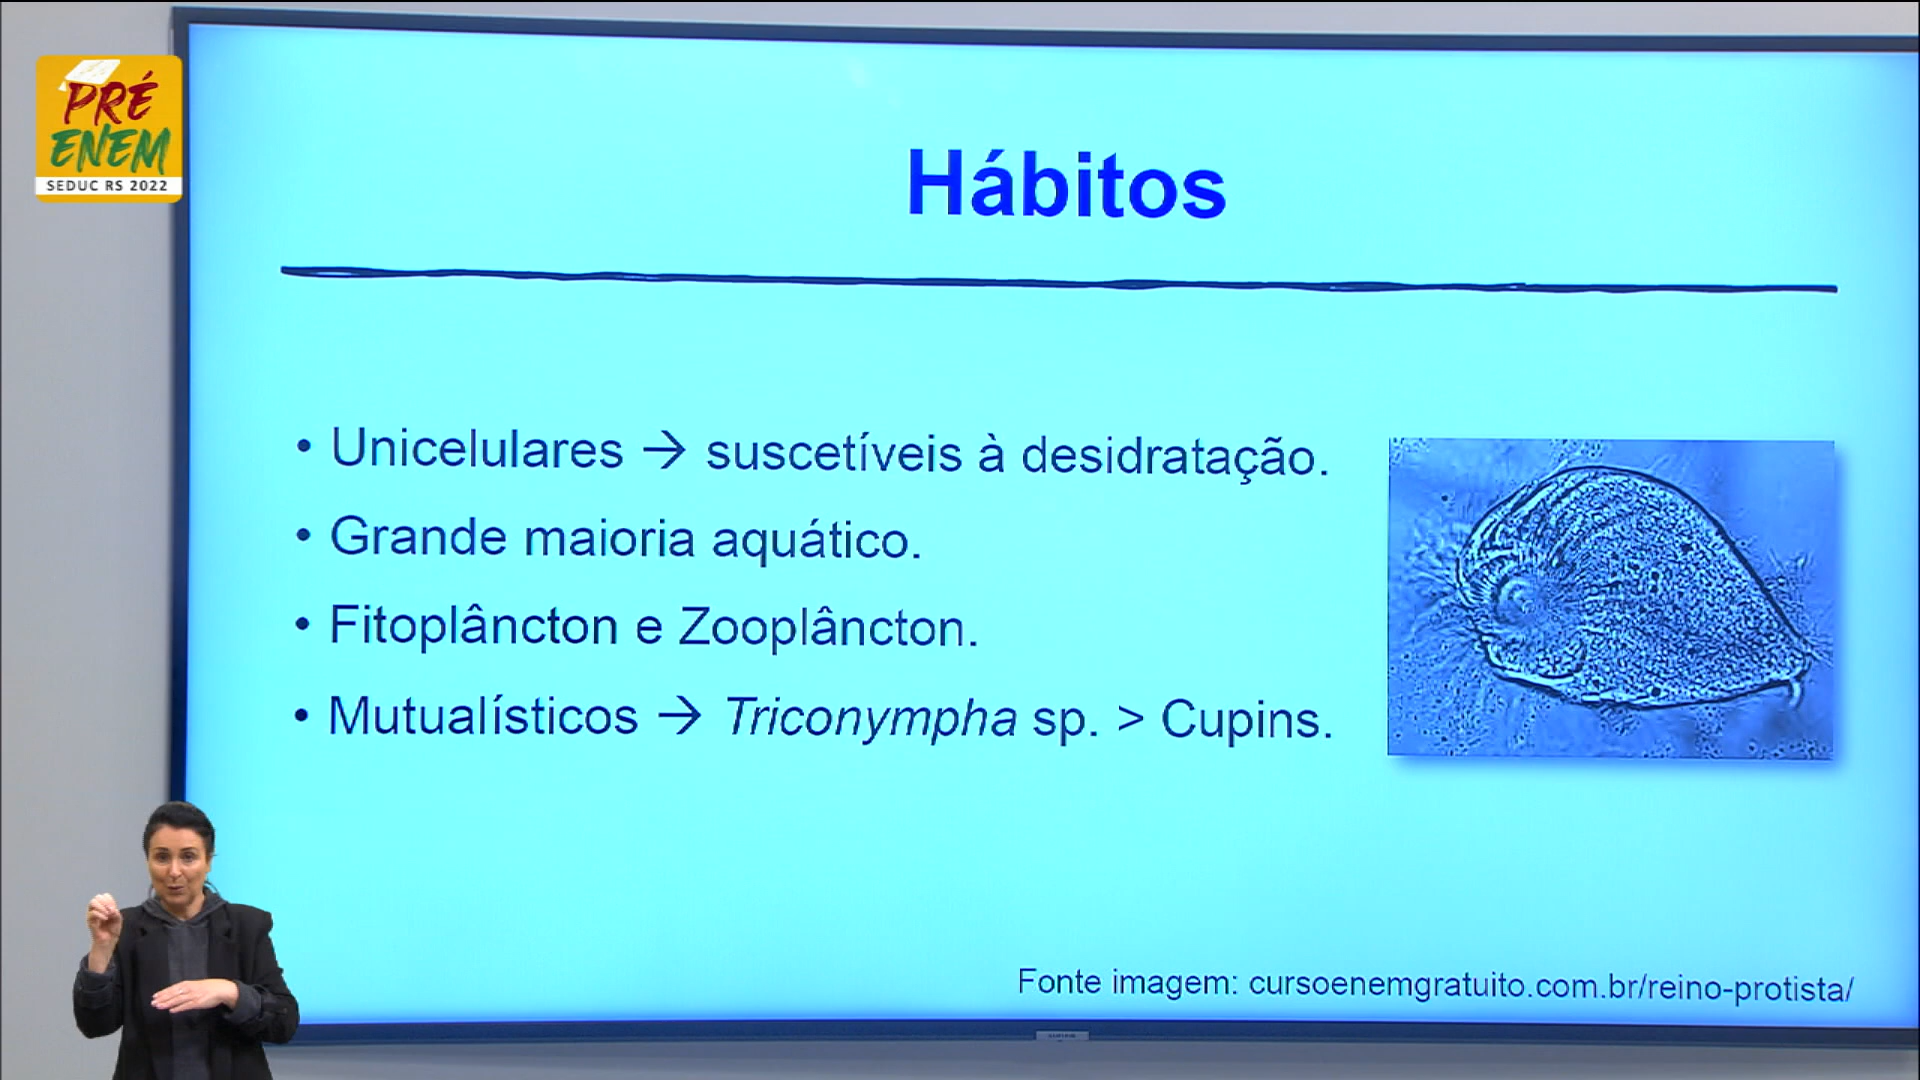 PRÉ
ENEM
SEDUC RS 2022
Hábitos
• Unicelulares → suscetíveis à desidratação.
• Grande maioria aquático.
• Fitoplâncton e Zooplâncton.
• Mutualísticos → Triconympha sp. > Cupins.
Fonte imagem: cursoenemgratuito.com.br/reino-protista/